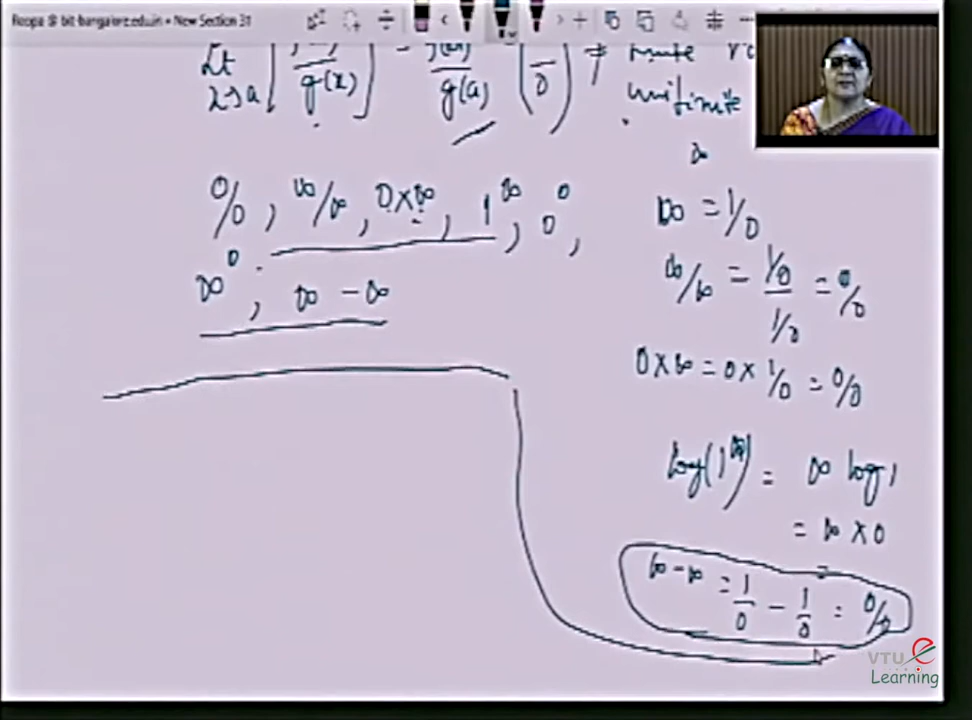 Roopa @ bit-bangalore.edu.in • New Section 31
Lt x→a [ / g(x) ] = / g(a) ( / 0 ) ≠
infinite
∞
0/0, ∞/∞, 0×∞, 1^∞, 0^0,
∞^0, ∞ - ∞
∞ = 1/0
∞/∞ = 1/0 / 1/0 = 0/0
0×∞ = 0 × 1/0 = 0/0
log(1^∞) = ∞ log 1
= ∞ × 0
=
∞ - ∞ = 1/0 - 1/0 = 0/0
VTU e
Learning